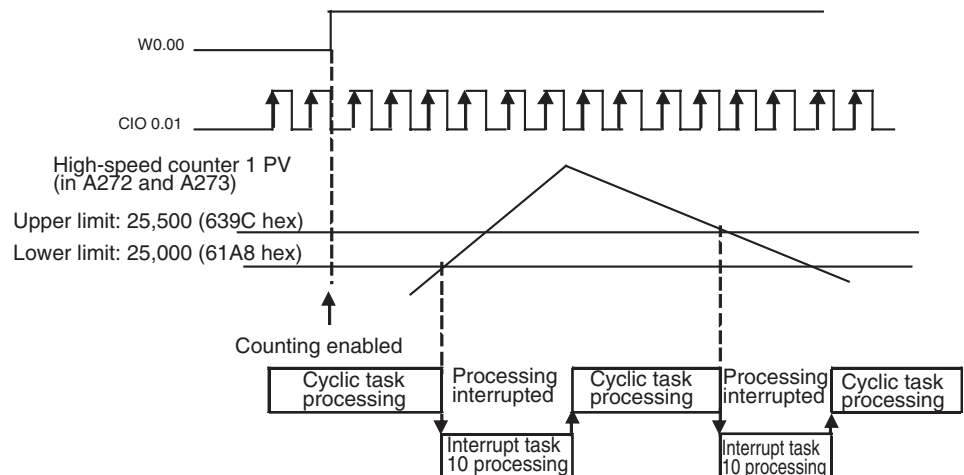 W0.00
CIO 0.01
High-speed counter 1 PV
(in A272 and A273)
Upper limit: 25,500 (639C hex)
Lower limit: 25,000 (61A8 hex)
Counting enabled
Cyclic task
processing
Processing
interrupted
Cyclic task
processing
Processing
interrupted
Cyclic task
processing
Interrupt task
10 processing
Interrupt task
10 processing